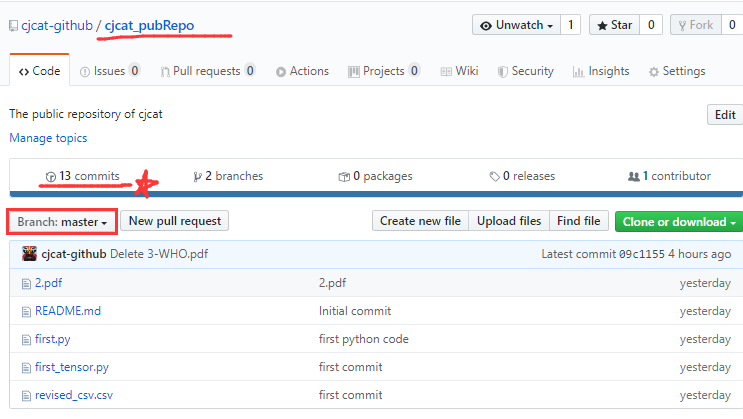 cjcat-github / cjcat_pubRepo
Unwatch 1 Star 0 Fork 0
Code Issues 0 Pull requests 0 Actions Projects 0 Wiki Security Insights Settings
The public repository of cjcat Edit
Manage topics
13 commits 2 branches 0 packages 0 releases 1 contributor
Branch: master New pull request Create new file Upload files Find file Clone or download
cjcat-github Delete 3-WHO.pdf Latest commit 09c1155 4 hours ago
2.pdf 2.pdf yesterday
README.md Initial commit yesterday
first.py first python code yesterday
first_tensor.py first commit yesterday
revised_csv.csv first commit yesterday